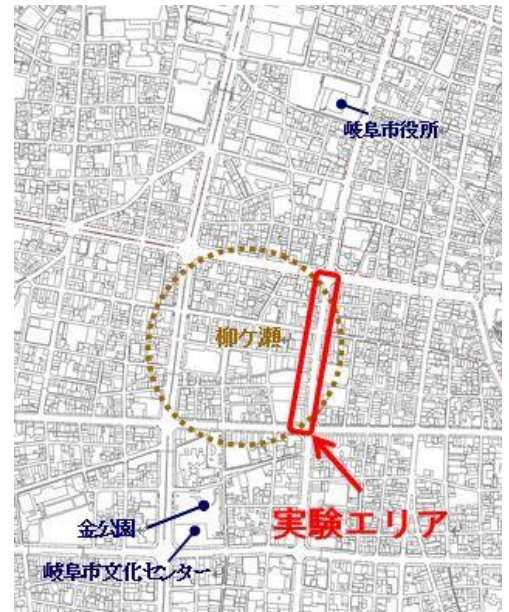 岐阜市役所
柳ケ瀬
実験エリア
金公園
岐阜市文化センター